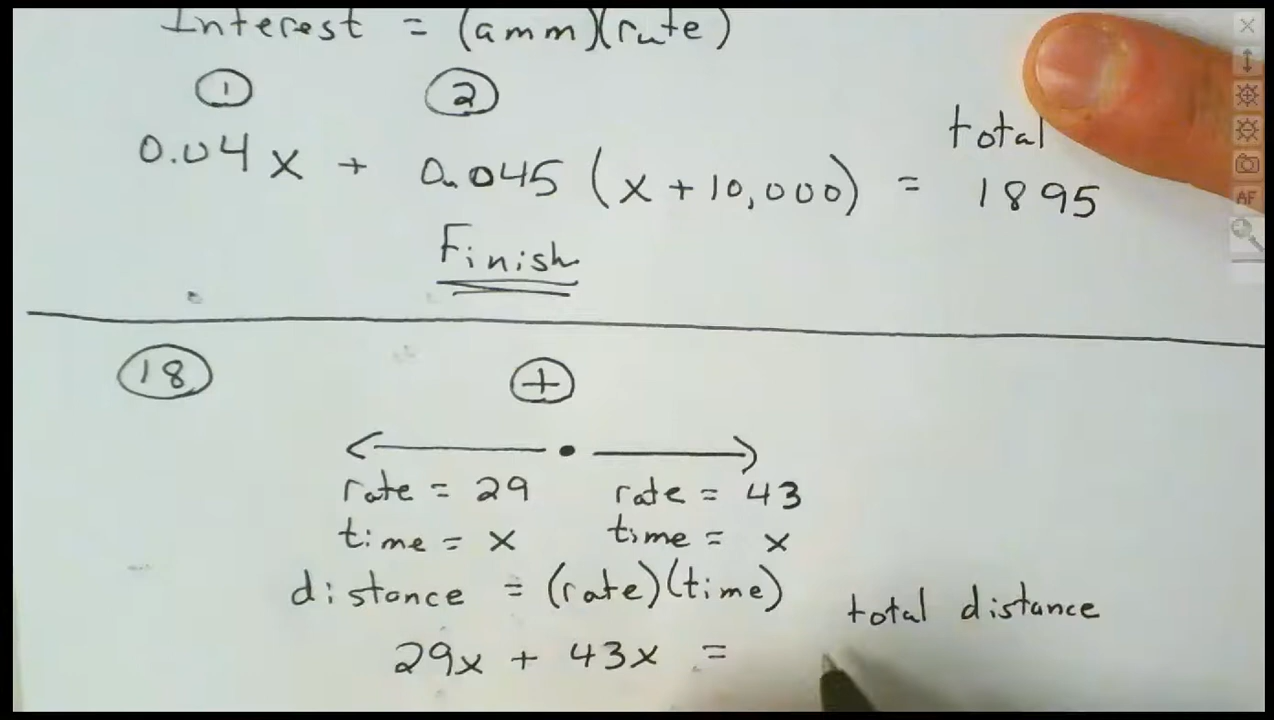 Interest = (amm)(rate)
① ②
total
0.04x + 0.045 (x + 10,000) = 1895
Finish
⑱ ⊕
rate = 29 rate = 43
time = x time = x
distance = (rate)(time)
total distance
29x + 43x =
AF